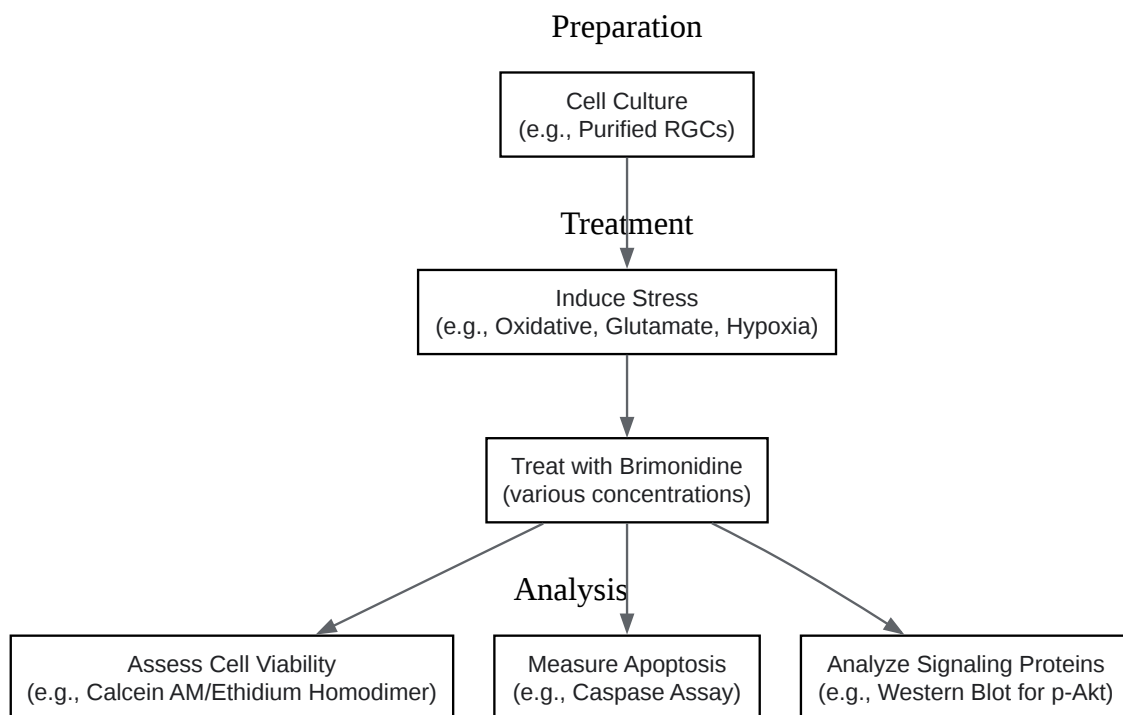 Preparation
Cell Culture
(e.g., Purified RGCs)
Treatment
Induce Stress
(e.g., Oxidative, Glutamate, Hypoxia)
Treat with Brimonidine
(various concentrations)
Analysis
Assess Cell Viability
(e.g., Calcein AM/Ethidium Homodimer)
Measure Apoptosis
(e.g., Caspase Assay)
Analyze Signaling Proteins
(e.g., Western Blot for p-Akt)